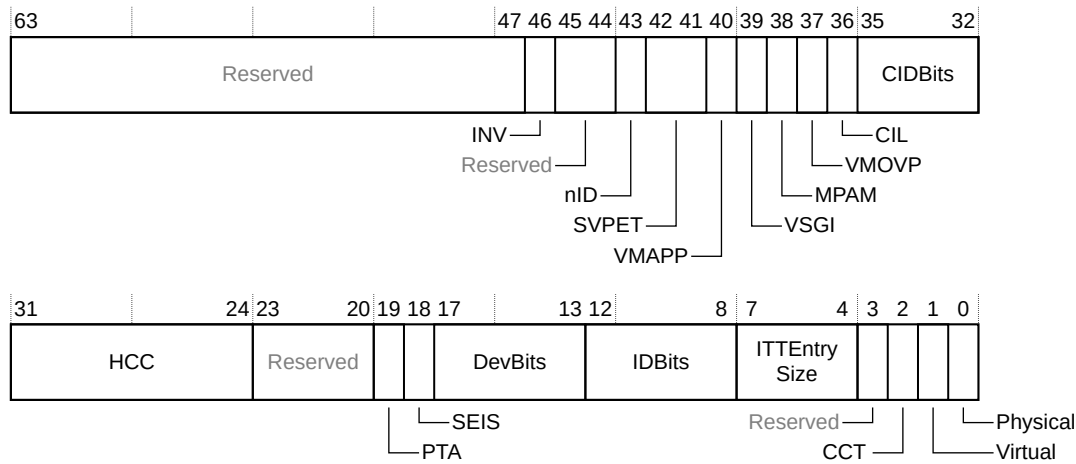 63 47 46 45 44 43 42 41 40 39 38 37 36 35 32
Reserved CIDBits
INV CIL
Reserved VMOVP
nID MPAM
SVPET VSGI
VMAPP
31 24 23 20 19 18 17 13 12 8 7 4 3 2 1 0
HCC Reserved DevBits IDBits ITTEntry
Size
SEIS Reserved Physical
PTA CCT Virtual